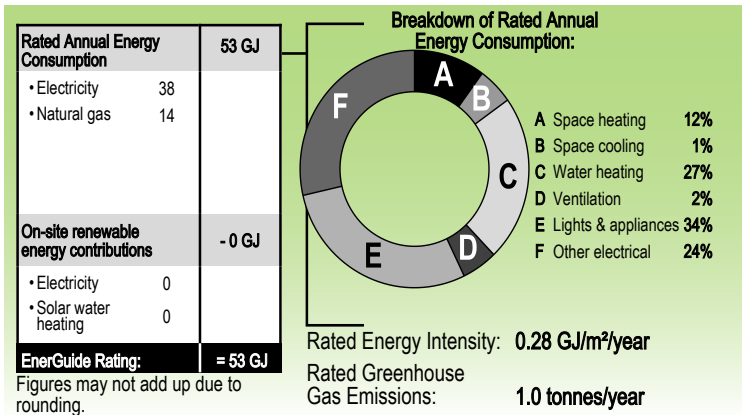 Rated Annual Energy
Consumption
53 GJ
• Electricity 38
• Natural gas 14
On-site renewable
energy contributions
- 0 GJ
• Electricity 0
• Solar water
heating 0
EnerGuide Rating: = 53 GJ
Figures may not add up due to
rounding.
Breakdown of Rated Annual
Energy Consumption:
A
B
C
D
E
F
A Space heating 12%
B Space cooling 1%
C Water heating 27%
D Ventilation 2%
E Lights & appliances 34%
F Other electrical 24%
Rated Energy Intensity: 0.28 GJ/m²/year
Rated Greenhouse
Gas Emissions: 1.0 tonnes/year